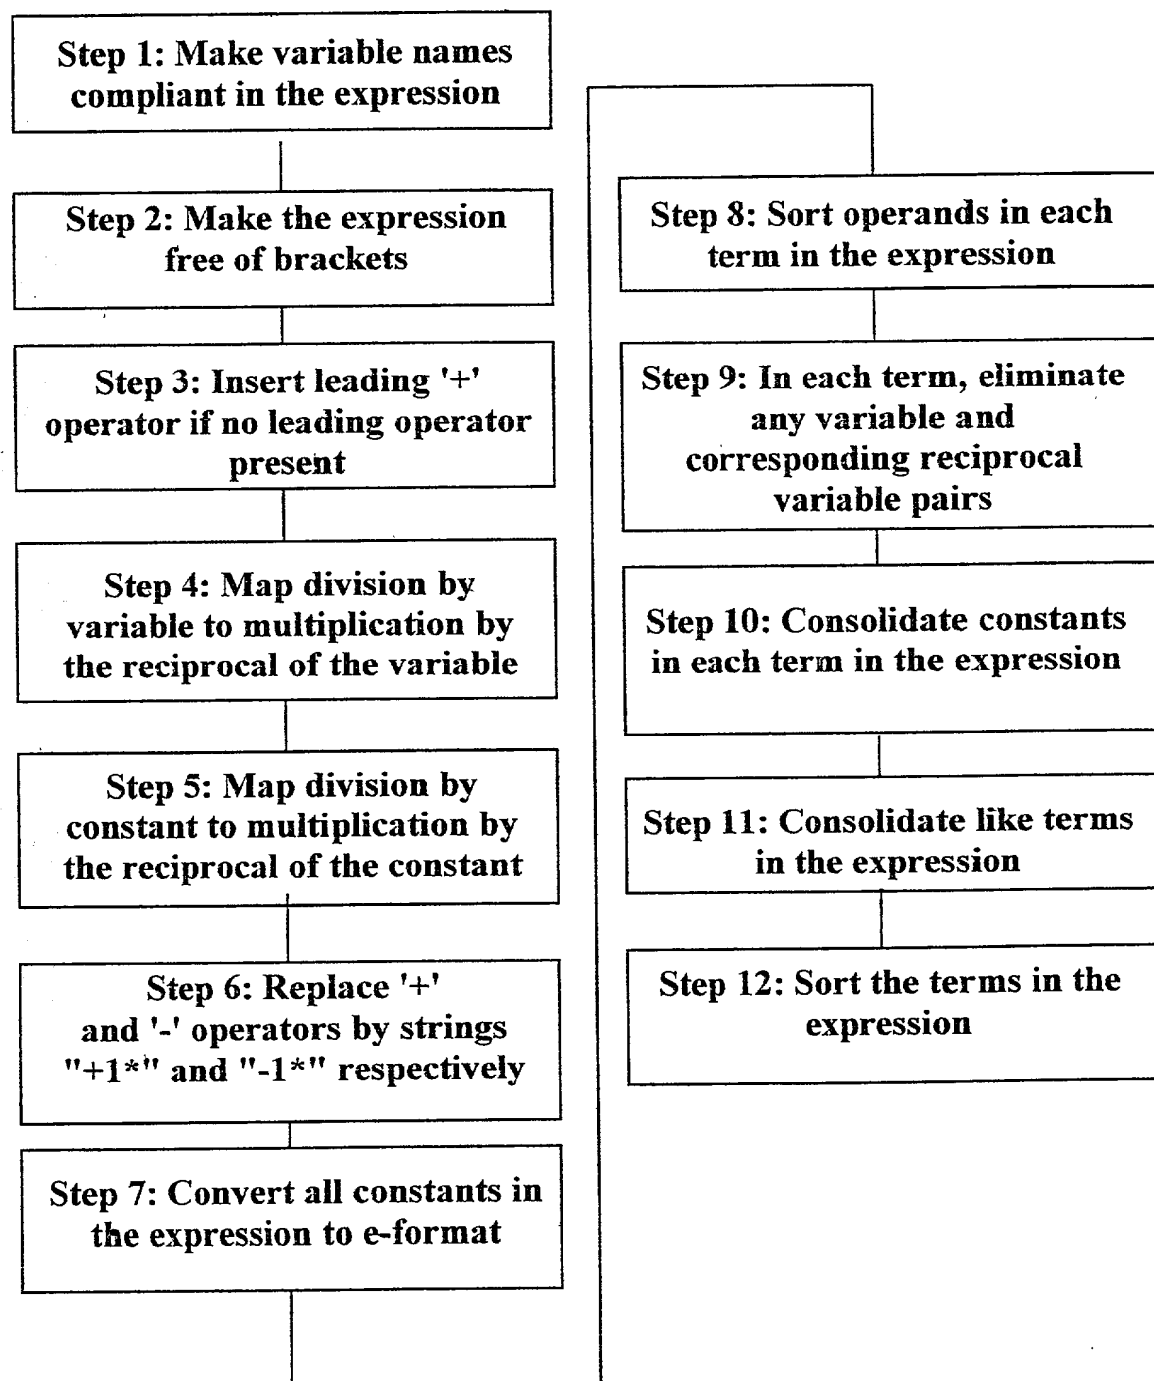 Step 1: Make variable names
compliant in the expression
Step 2: Make the expression
free of brackets
Step 3: Insert leading '+'
operator if no leading operator
present
Step 4: Map division by
variable to multiplication by
the reciprocal of the variable
Step 5: Map division by
constant to multiplication by
the reciprocal of the constant
Step 6: Replace '+'
and '-' operators by strings
"+1*" and "-1*" respectively
Step 7: Convert all constants in
the expression to e-format
Step 8: Sort operands in each
term in the expression
Step 9: In each term, eliminate
any variable and
corresponding reciprocal
variable pairs
Step 10: Consolidate constants
in each term in the expression
Step 11: Consolidate like terms
in the expression
Step 12: Sort the terms in the
expression